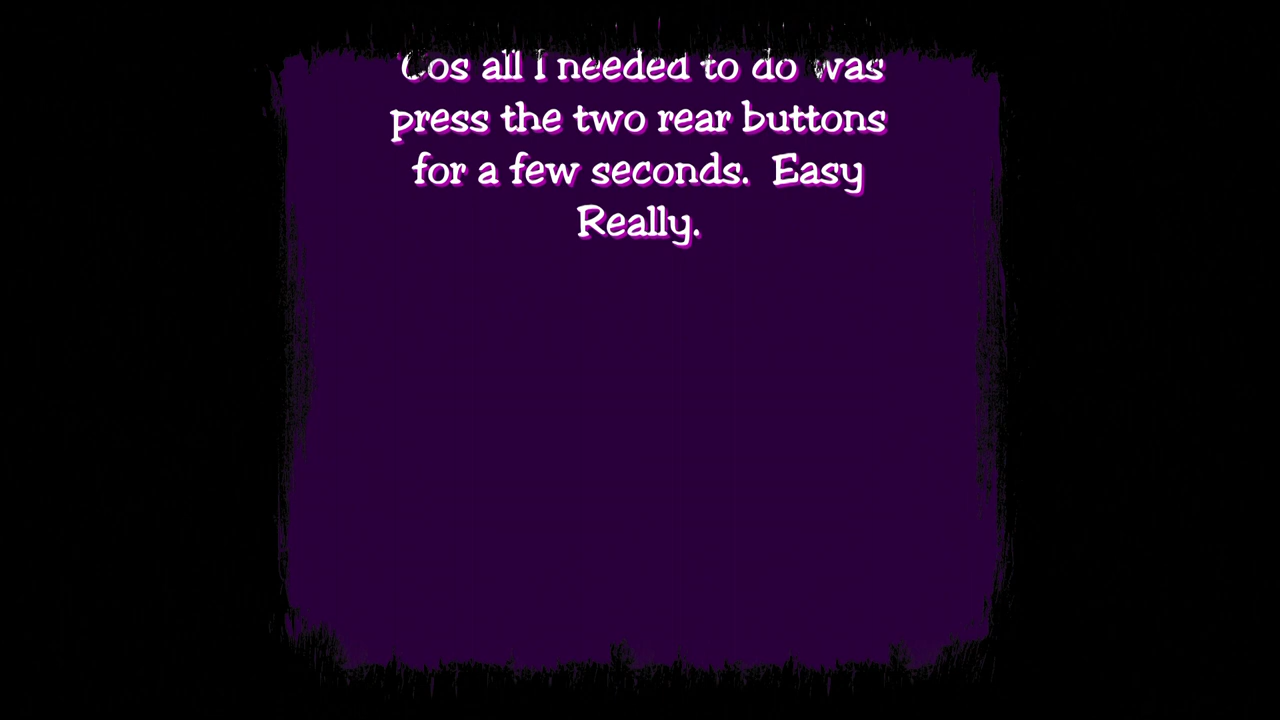 'Cos all I needed to do was
press the two rear buttons
for a few seconds.  Easy
Really.